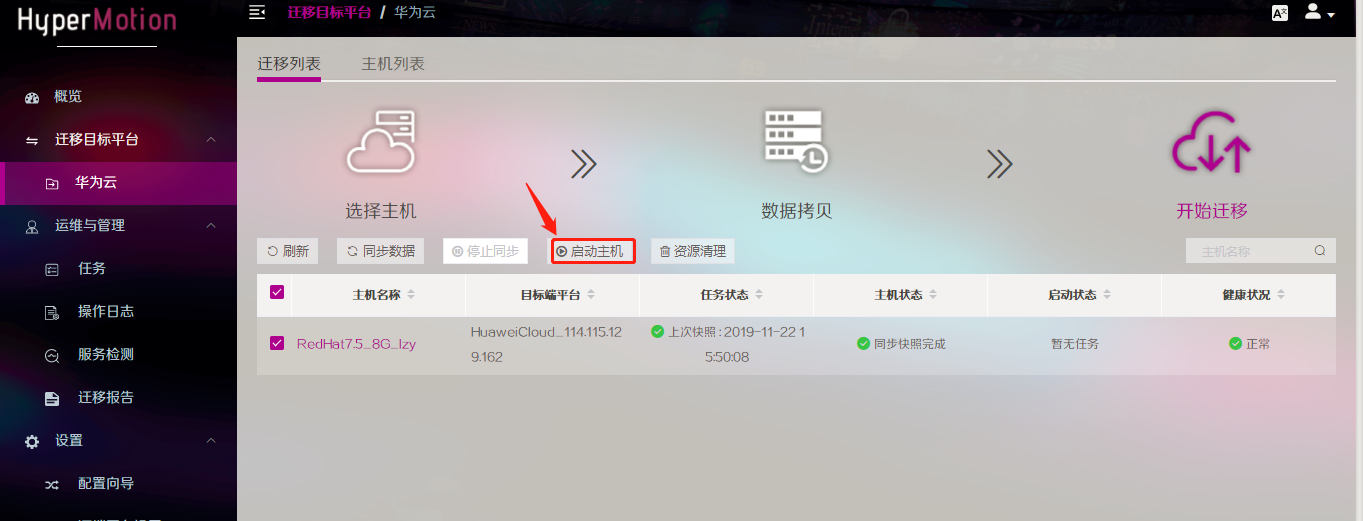 HyperMotion
迁移目标平台 / 华为云
概览
迁移目标平台
华为云
运维与管理
任务
操作日志
服务检测
迁移报告
设置
配置向导
迁移列表 主机列表
选择主机 数据拷贝 开始迁移
刷新 同步数据 停止同步 启动主机 资源清理 主机名称
主机名称 目标端平台 任务状态 主机状态 启动状态 健康状况
RedHat7.5_8G_lzy HuaweiCloud_114.115.12 上次快照 : 2019-11-22 1 同步快照完成 暂无任务 正常
9.162 5:50:08